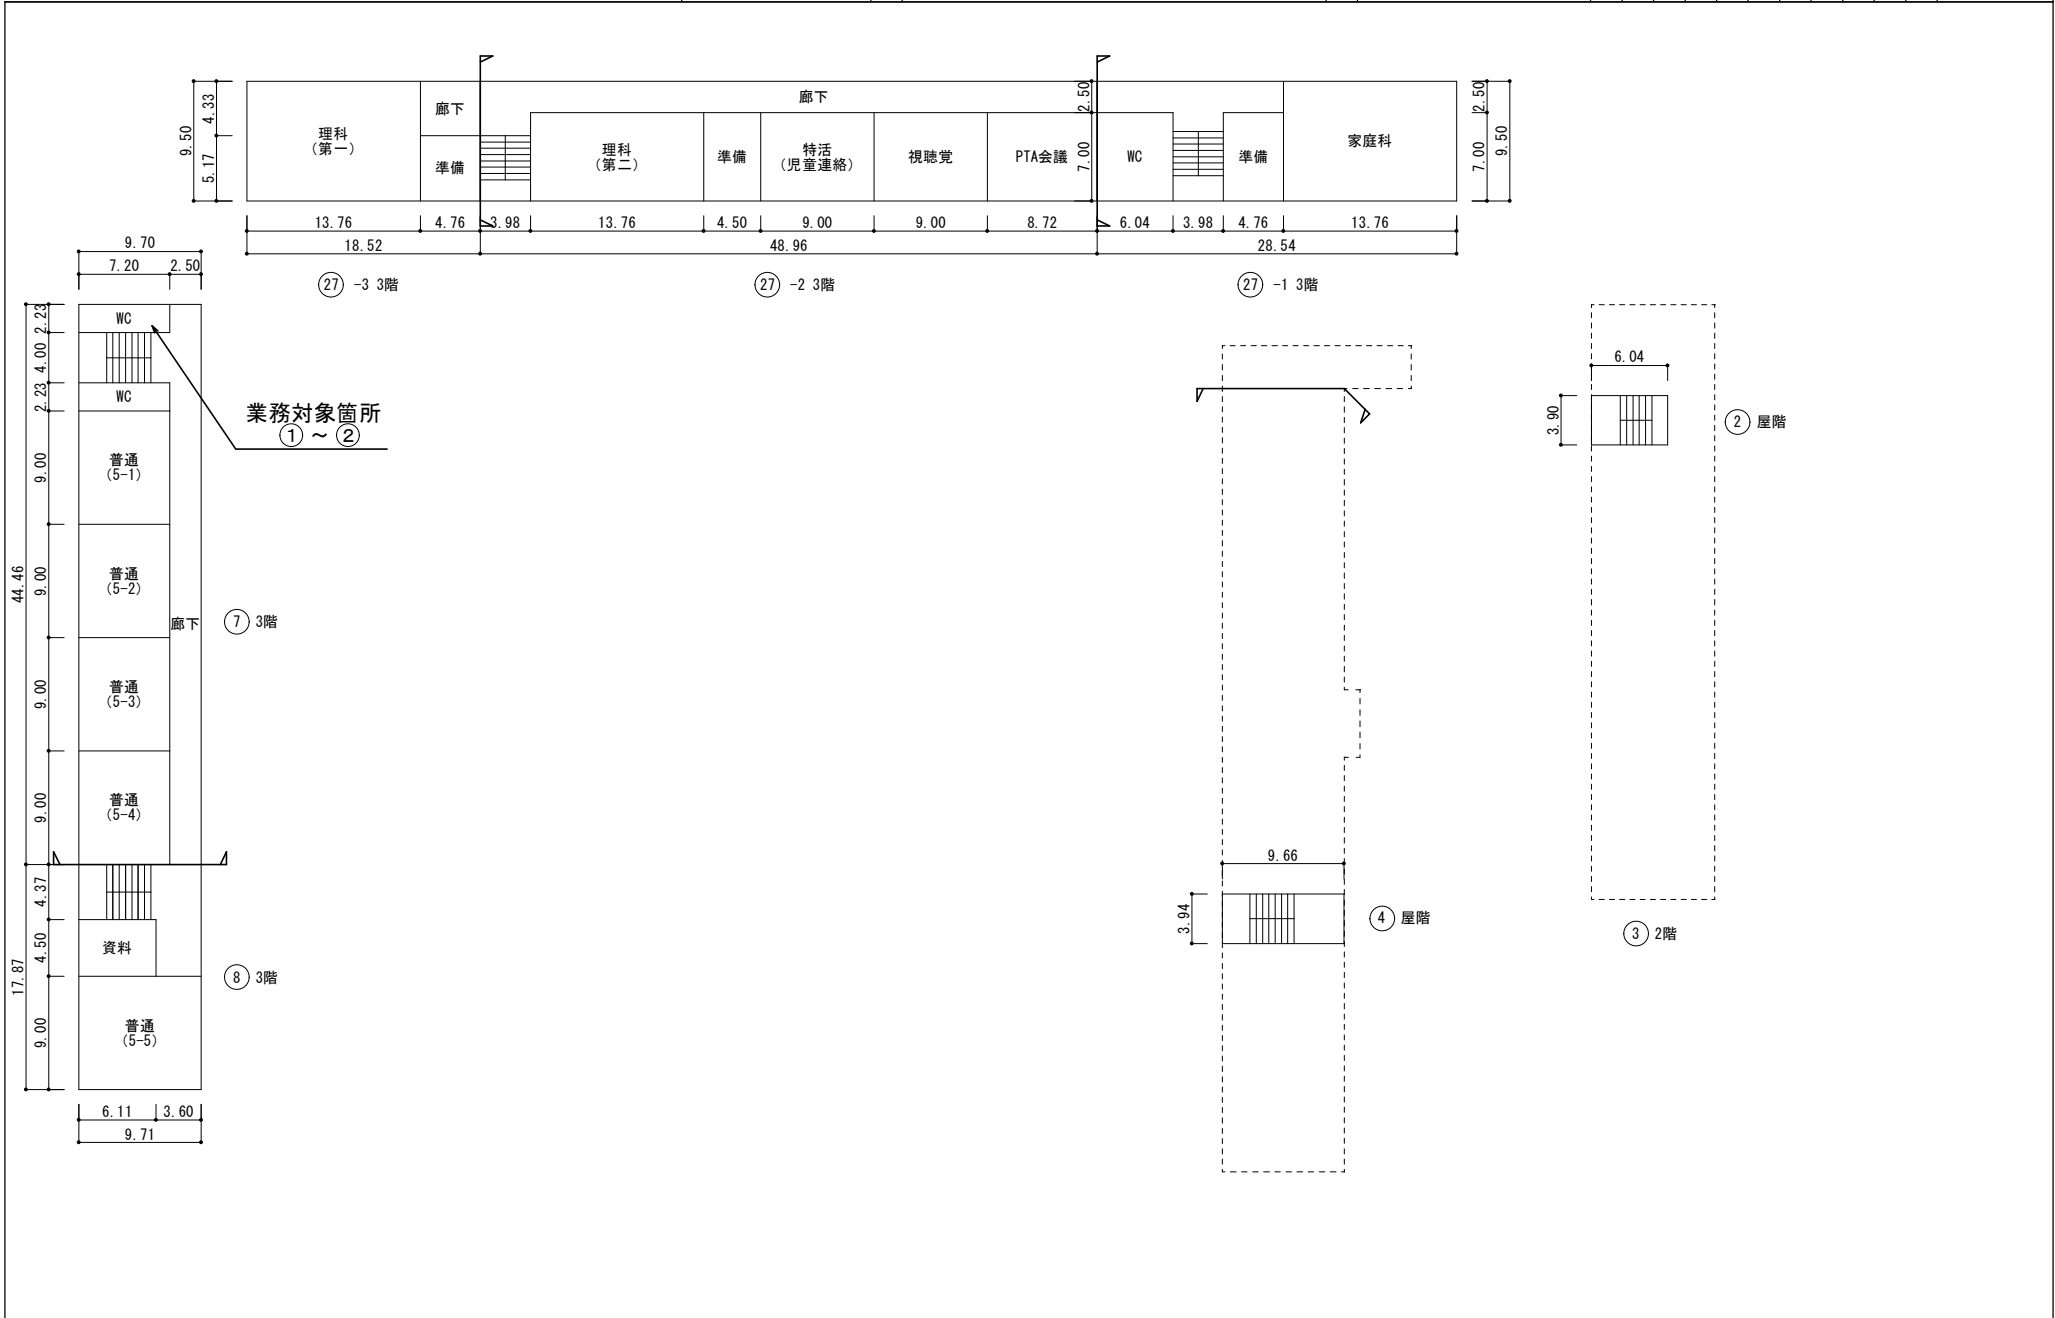 9.50
4.33
5.17
理科
(第一)
廊下
準備
廊下
理科
(第二)
準備
特活
(児童連絡)
視聴覚
PTA会議
2.50
7.00
WC
準備
家庭科
2.50
7.00
9.50
13.76
4.76
3.98
13.76
4.50
9.00
9.00
8.72
6.04
3.98
4.76
13.76
18.52
48.96
28.54
27 -3 3階
27 -2 3階
27 -1 3階
9.70
7.20
2.50
2.23
4.00
2.23
9.00
9.00
9.00
9.00
44.46
4.37
4.50
9.00
17.87
WC
WC
業務対象箇所
① ~ ②
普通
(5-1)
普通
(5-2)
廊下
⑦ 3階
普通
(5-3)
普通
(5-4)
資料
⑧ 3階
普通
(5-5)
6.11
3.60
9.71
9.66
3.94
④ 屋階
6.04
3.90
② 屋階
③ 2階